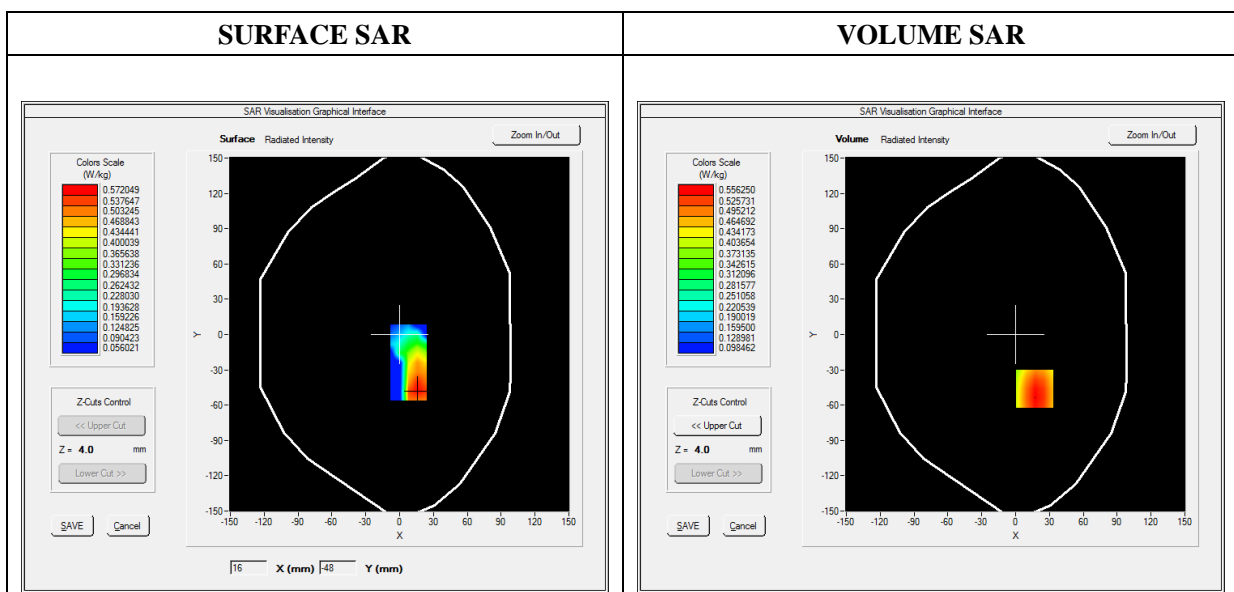 SURFACE SAR
VOLUME SAR
SAR Visualisation Graphical Interface
Surface Radiated Intensity
Zoom In/Out
Colors Scale
(W/kg)
0.572049
0.537647
0.503245
0.468843
0.434441
0.400039
0.365638
0.331236
0.296834
0.262432
0.228030
0.193628
0.159226
0.124825
0.090423
0.056021
150
120
90
60
30
0
-30
-60
-90
-120
-150
Y
-150 -120 -90 -60 -30 0 30 60 90 120 150
X
Z-Cuts Control
<< Upper Cut
Z = 4.0 mm
Lower Cut >>
SAVE Cancel
16 X (mm) -48 Y (mm)
SAR Visualisation Graphical Interface
Volume Radiated Intensity
Zoom In/Out
Colors Scale
(W/kg)
0.556250
0.525731
0.495212
0.464692
0.434173
0.403654
0.373135
0.342615
0.312096
0.281577
0.251058
0.220539
0.190019
0.159500
0.128981
0.098462
150
120
90
60
30
0
-30
-60
-90
-120
-150
Y
-150 -120 -90 -60 -30 0 30 60 90 120 150
X
Z-Cuts Control
<< Upper Cut
Z = 4.0 mm
Lower Cut >>
SAVE Cancel